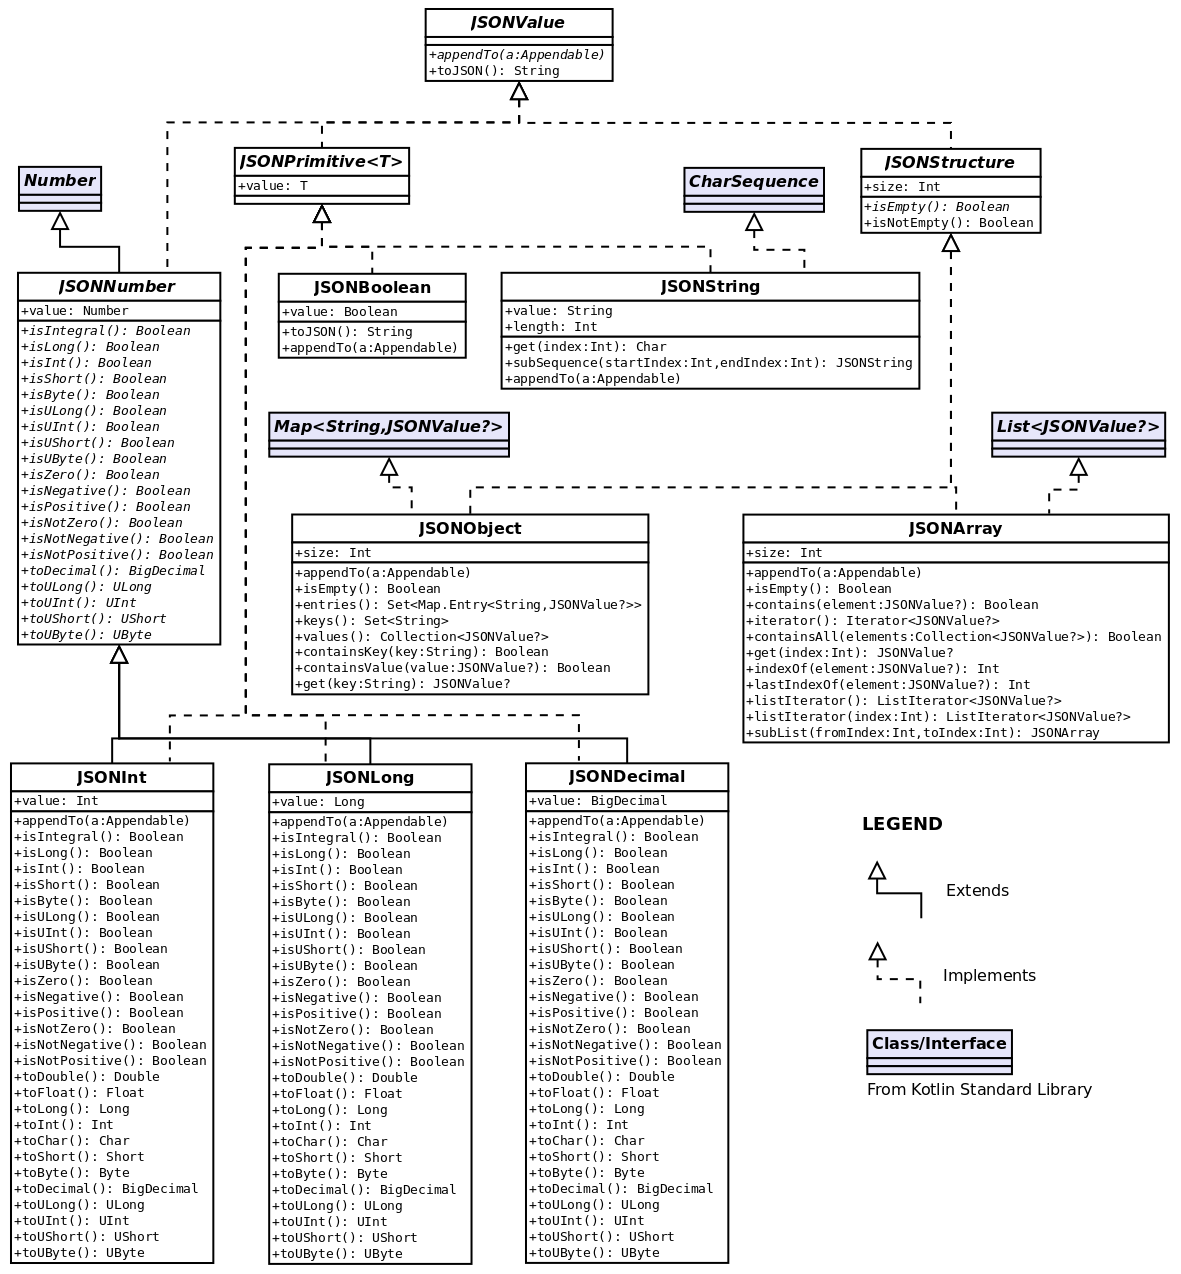 JSONValue
+appendTo(a:Appendable)
+toJSON(): String
Number
JSONPrimitive<T>
+value: T
CharSequence
JSONStructure
+size: Int
+isEmpty(): Boolean
+isNotEmpty(): Boolean
JSONNumber
+value: Number
+isIntegral(): Boolean
+isLong(): Boolean
+isInt(): Boolean
+isShort(): Boolean
+isByte(): Boolean
+isULong(): Boolean
+isUInt(): Boolean
+isUShort(): Boolean
+isUByte(): Boolean
+isZero(): Boolean
+isNegative(): Boolean
+isPositive(): Boolean
+isNotZero(): Boolean
+isNotNegative(): Boolean
+isNotPositive(): Boolean
+toDecimal(): BigDecimal
+toULong(): ULong
+toUInt(): UInt
+toUShort(): UShort
+toUByte(): UByte
JSONBoolean
+value: Boolean
+toJSON(): String
+appendTo(a:Appendable)
JSONString
+value: String
+length: Int
+get(index:Int): Char
+subSequence(startIndex:Int,endIndex:Int): JSONString
+appendTo(a:Appendable)
Map<String,JSONValue?>
List<JSONValue?>
JSONObject
+size: Int
+appendTo(a:Appendable)
+isEmpty(): Boolean
+entries(): Set<Map.Entry<String,JSONValue?>>
+keys(): Set<String>
+values(): Collection<JSONValue?>
+containsKey(key:String): Boolean
+containsValue(value:JSONValue?): Boolean
+get(key:String): JSONValue?
JSONArray
+size: Int
+appendTo(a:Appendable)
+isEmpty(): Boolean
+contains(element:JSONValue?): Boolean
+iterator(): Iterator<JSONValue?>
+containsAll(elements:Collection<JSONValue?>): Boolean
+get(index:Int): JSONValue?
+indexOf(element:JSONValue?): Int
+lastIndexOf(element:JSONValue?): Int
+listIterator(): ListIterator<JSONValue?>
+listIterator(index:Int): ListIterator<JSONValue?>
+subList(fromIndex:Int,toIndex:Int): JSONArray
JSONInt
+value: Int
+appendTo(a:Appendable)
+isIntegral(): Boolean
+isLong(): Boolean
+isInt(): Boolean
+isShort(): Boolean
+isByte(): Boolean
+isULong(): Boolean
+isUInt(): Boolean
+isUShort(): Boolean
+isUByte(): Boolean
+isZero(): Boolean
+isNegative(): Boolean
+isPositive(): Boolean
+isNotZero(): Boolean
+isNotNegative(): Boolean
+isNotPositive(): Boolean
+toDouble(): Double
+toFloat(): Float
+toLong(): Long
+toInt(): Int
+toChar(): Char
+toShort(): Short
+toByte(): Byte
+toDecimal(): BigDecimal
+toULong(): ULong
+toUInt(): UInt
+toUShort(): UShort
+toUByte(): UByte
JSONLong
+value: Long
+appendTo(a:Appendable)
+isIntegral(): Boolean
+isLong(): Boolean
+isInt(): Boolean
+isShort(): Boolean
+isByte(): Boolean
+isULong(): Boolean
+isUInt(): Boolean
+isUShort(): Boolean
+isUByte(): Boolean
+isZero(): Boolean
+isNegative(): Boolean
+isPositive(): Boolean
+isNotZero(): Boolean
+isNotNegative(): Boolean
+isNotPositive(): Boolean
+toDouble(): Double
+toFloat(): Float
+toLong(): Long
+toInt(): Int
+toChar(): Char
+toShort(): Short
+toByte(): Byte
+toDecimal(): BigDecimal
+toULong(): ULong
+toUInt(): UInt
+toUShort(): UShort
+toUByte(): UByte
JSONDecimal
+value: BigDecimal
+appendTo(a:Appendable)
+isIntegral(): Boolean
+isLong(): Boolean
+isInt(): Boolean
+isShort(): Boolean
+isByte(): Boolean
+isULong(): Boolean
+isUInt(): Boolean
+isUShort(): Boolean
+isUByte(): Boolean
+isZero(): Boolean
+isNegative(): Boolean
+isPositive(): Boolean
+isNotZero(): Boolean
+isNotNegative(): Boolean
+isNotPositive(): Boolean
+toDouble(): Double
+toFloat(): Float
+toLong(): Long
+toInt(): Int
+toChar(): Char
+toShort(): Short
+toByte(): Byte
+toDecimal(): BigDecimal
+toULong(): ULong
+toUInt(): UInt
+toUShort(): UShort
+toUByte(): UByte
LEGEND
Extends
Implements
Class/Interface
From Kotlin Standard Library